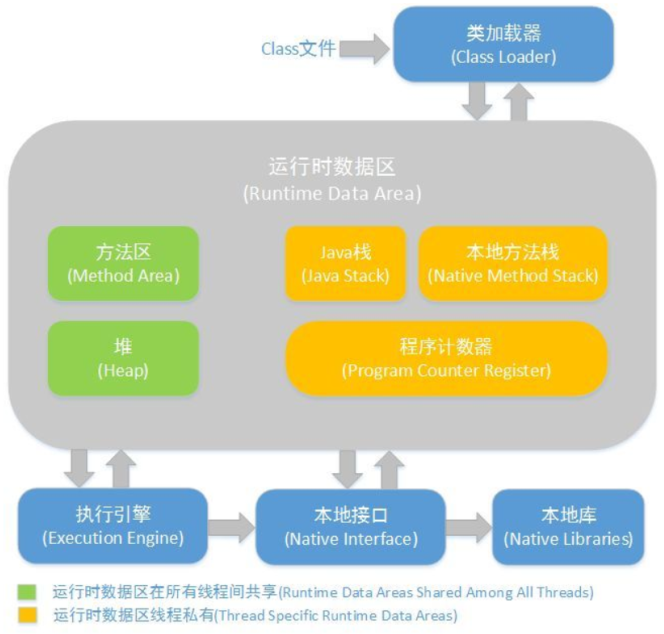 类加载器
Class文件
(Class Loader)
运行时数据区
(Runtime Data Area)
方法区
(Method Area)
Java栈
(Java Stack)
本地方法栈
(Native Method Stack)
堆
(Heap)
程序计数器
(Program Counter Register)
执行引擎
(Execution Engine)
本地接口
(Native Interface)
本地库
(Native Libraries)
运行时数据区在所有线程间共享(Runtime Data Areas Shared Among All Threads)
运行时数据区线程私有(Thread Specific Runtime Data Areas)